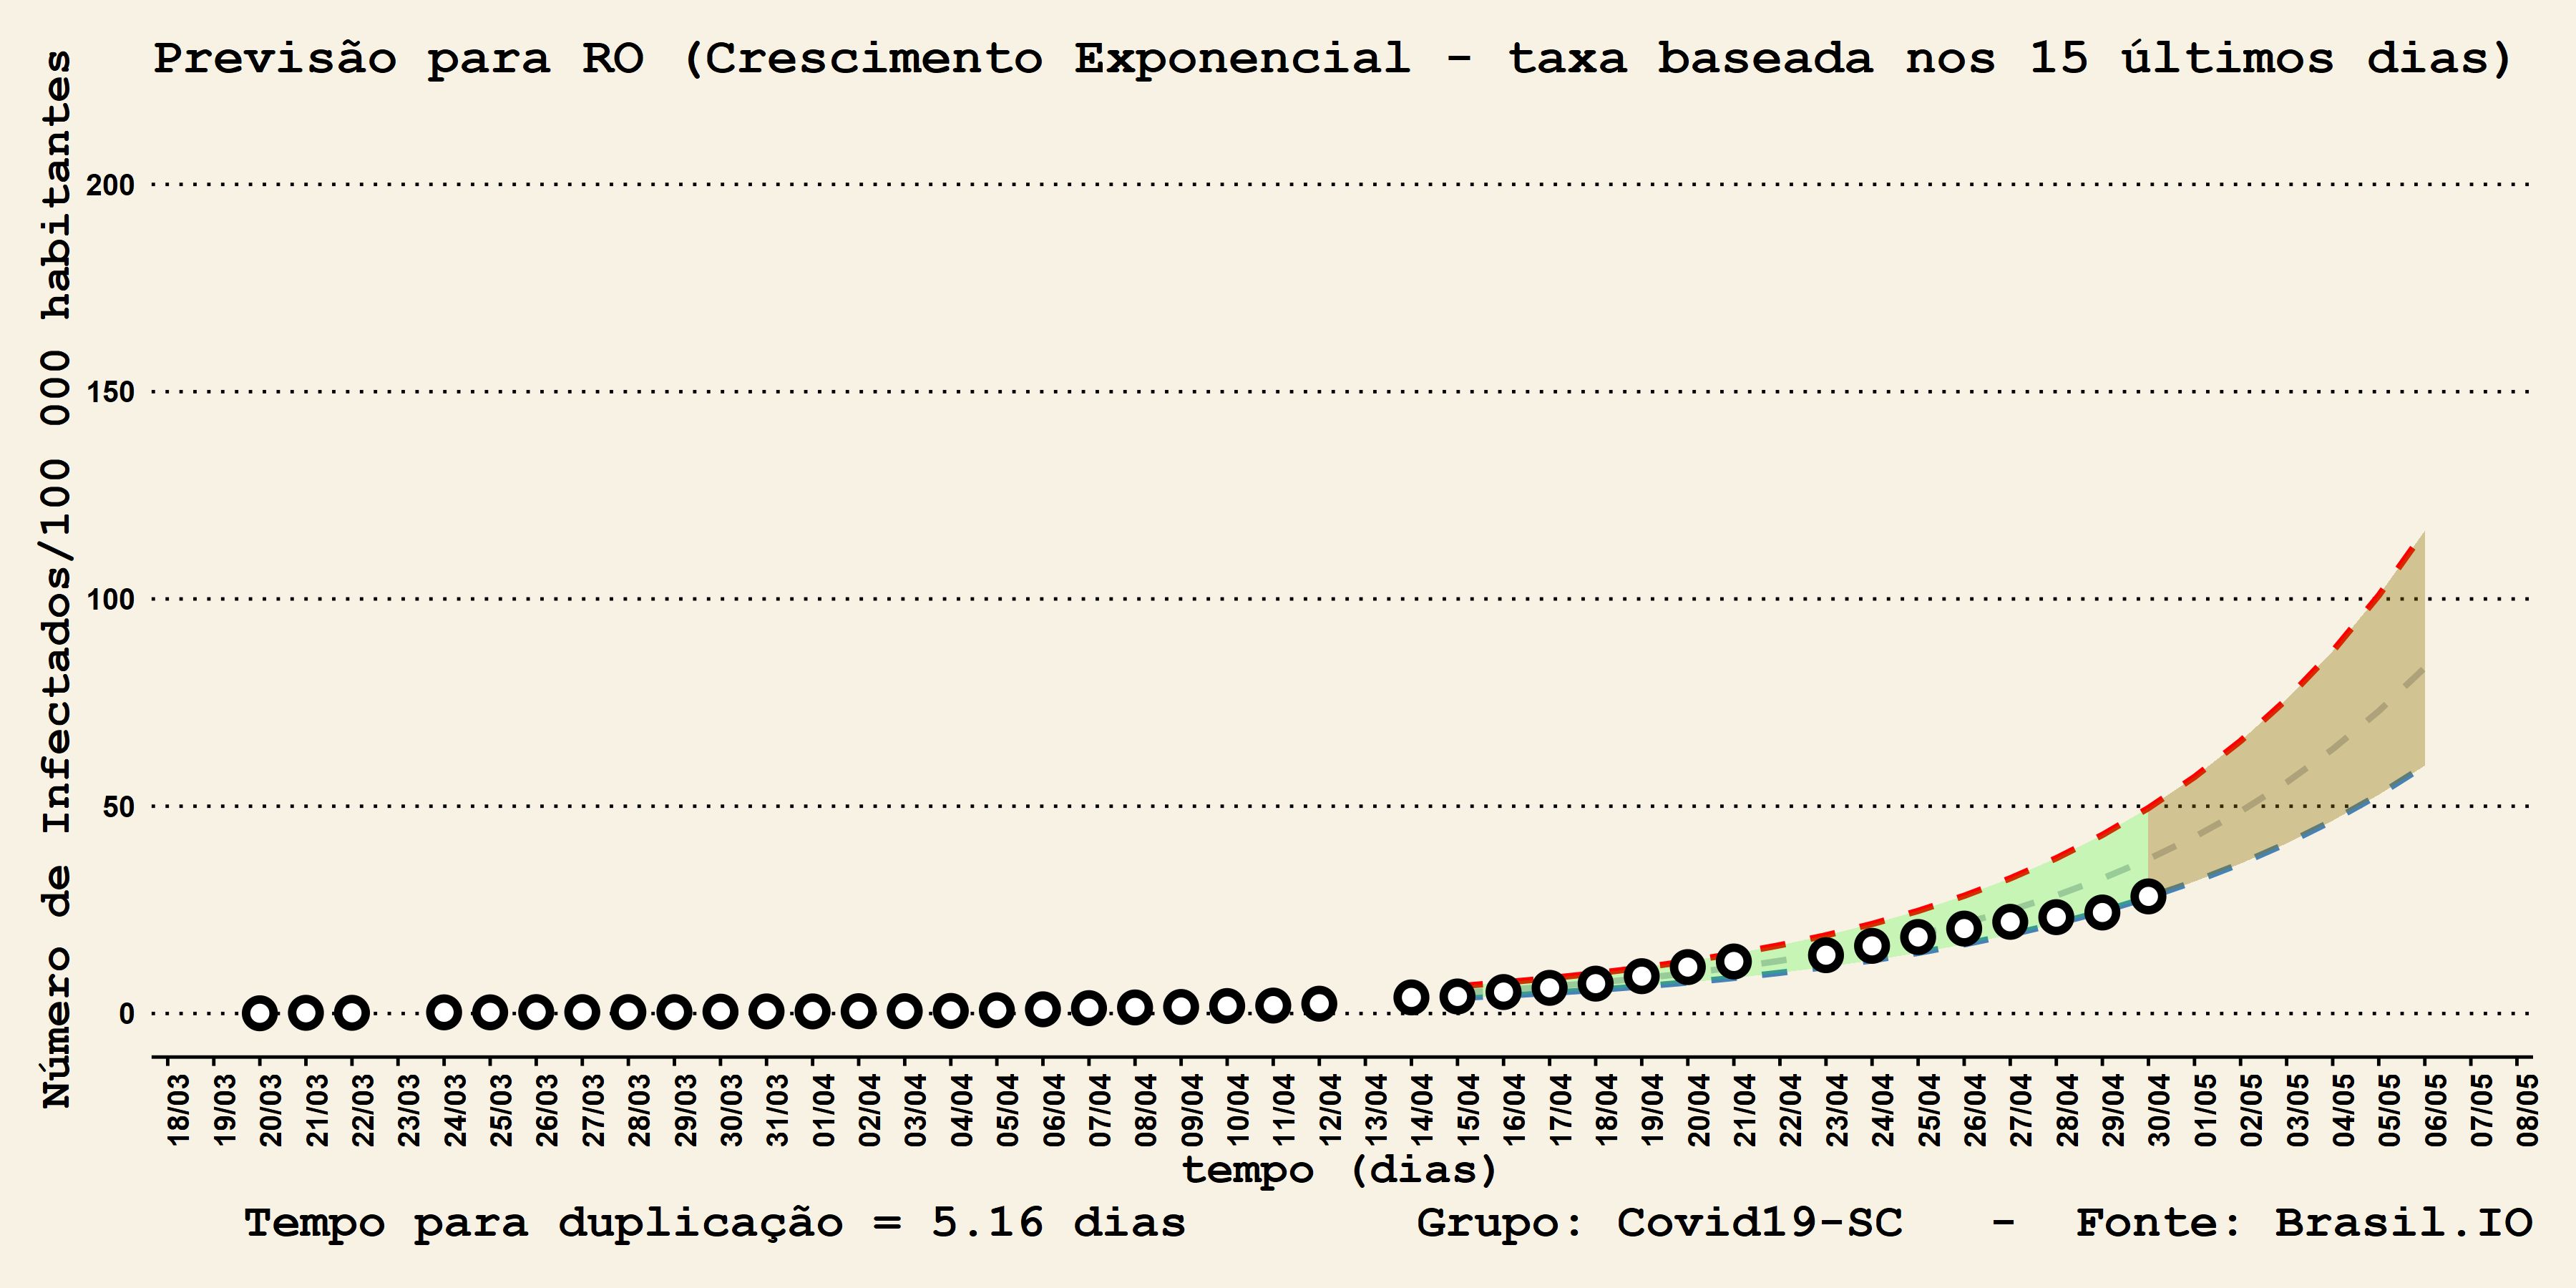 Previsão para RO (Crescimento Exponencial - taxa baseada nos 15 últimos dias)
Número de Infectados/100 000 habitantes
200
150
100
50
0
18/03 19/03 20/03 21/03 22/03 23/03 24/03 25/03 26/03 27/03 28/03 29/03 30/03 31/03 01/04 02/04 03/04 04/04 05/04 06/04 07/04 08/04 09/04 10/04 11/04 12/04 13/04 14/04 15/04 16/04 17/04 18/04 19/04 20/04 21/04 22/04 23/04 24/04 25/04 26/04 27/04 28/04 29/04 30/04 01/05 02/05 03/05 04/05 05/05 06/05 07/05 08/05
tempo (dias)
Tempo para duplicação = 5.16 dias Grupo: Covid19-SC - Fonte: Brasil.IO